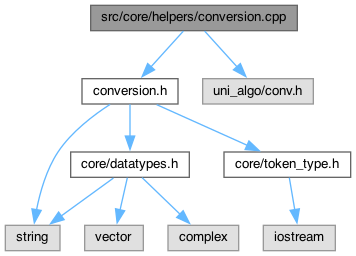 src/core/helpers/conversion.cpp
conversion.h
uni_algo/conv.h
core/datatypes.h
core/token_type.h
string
vector
complex
iostream